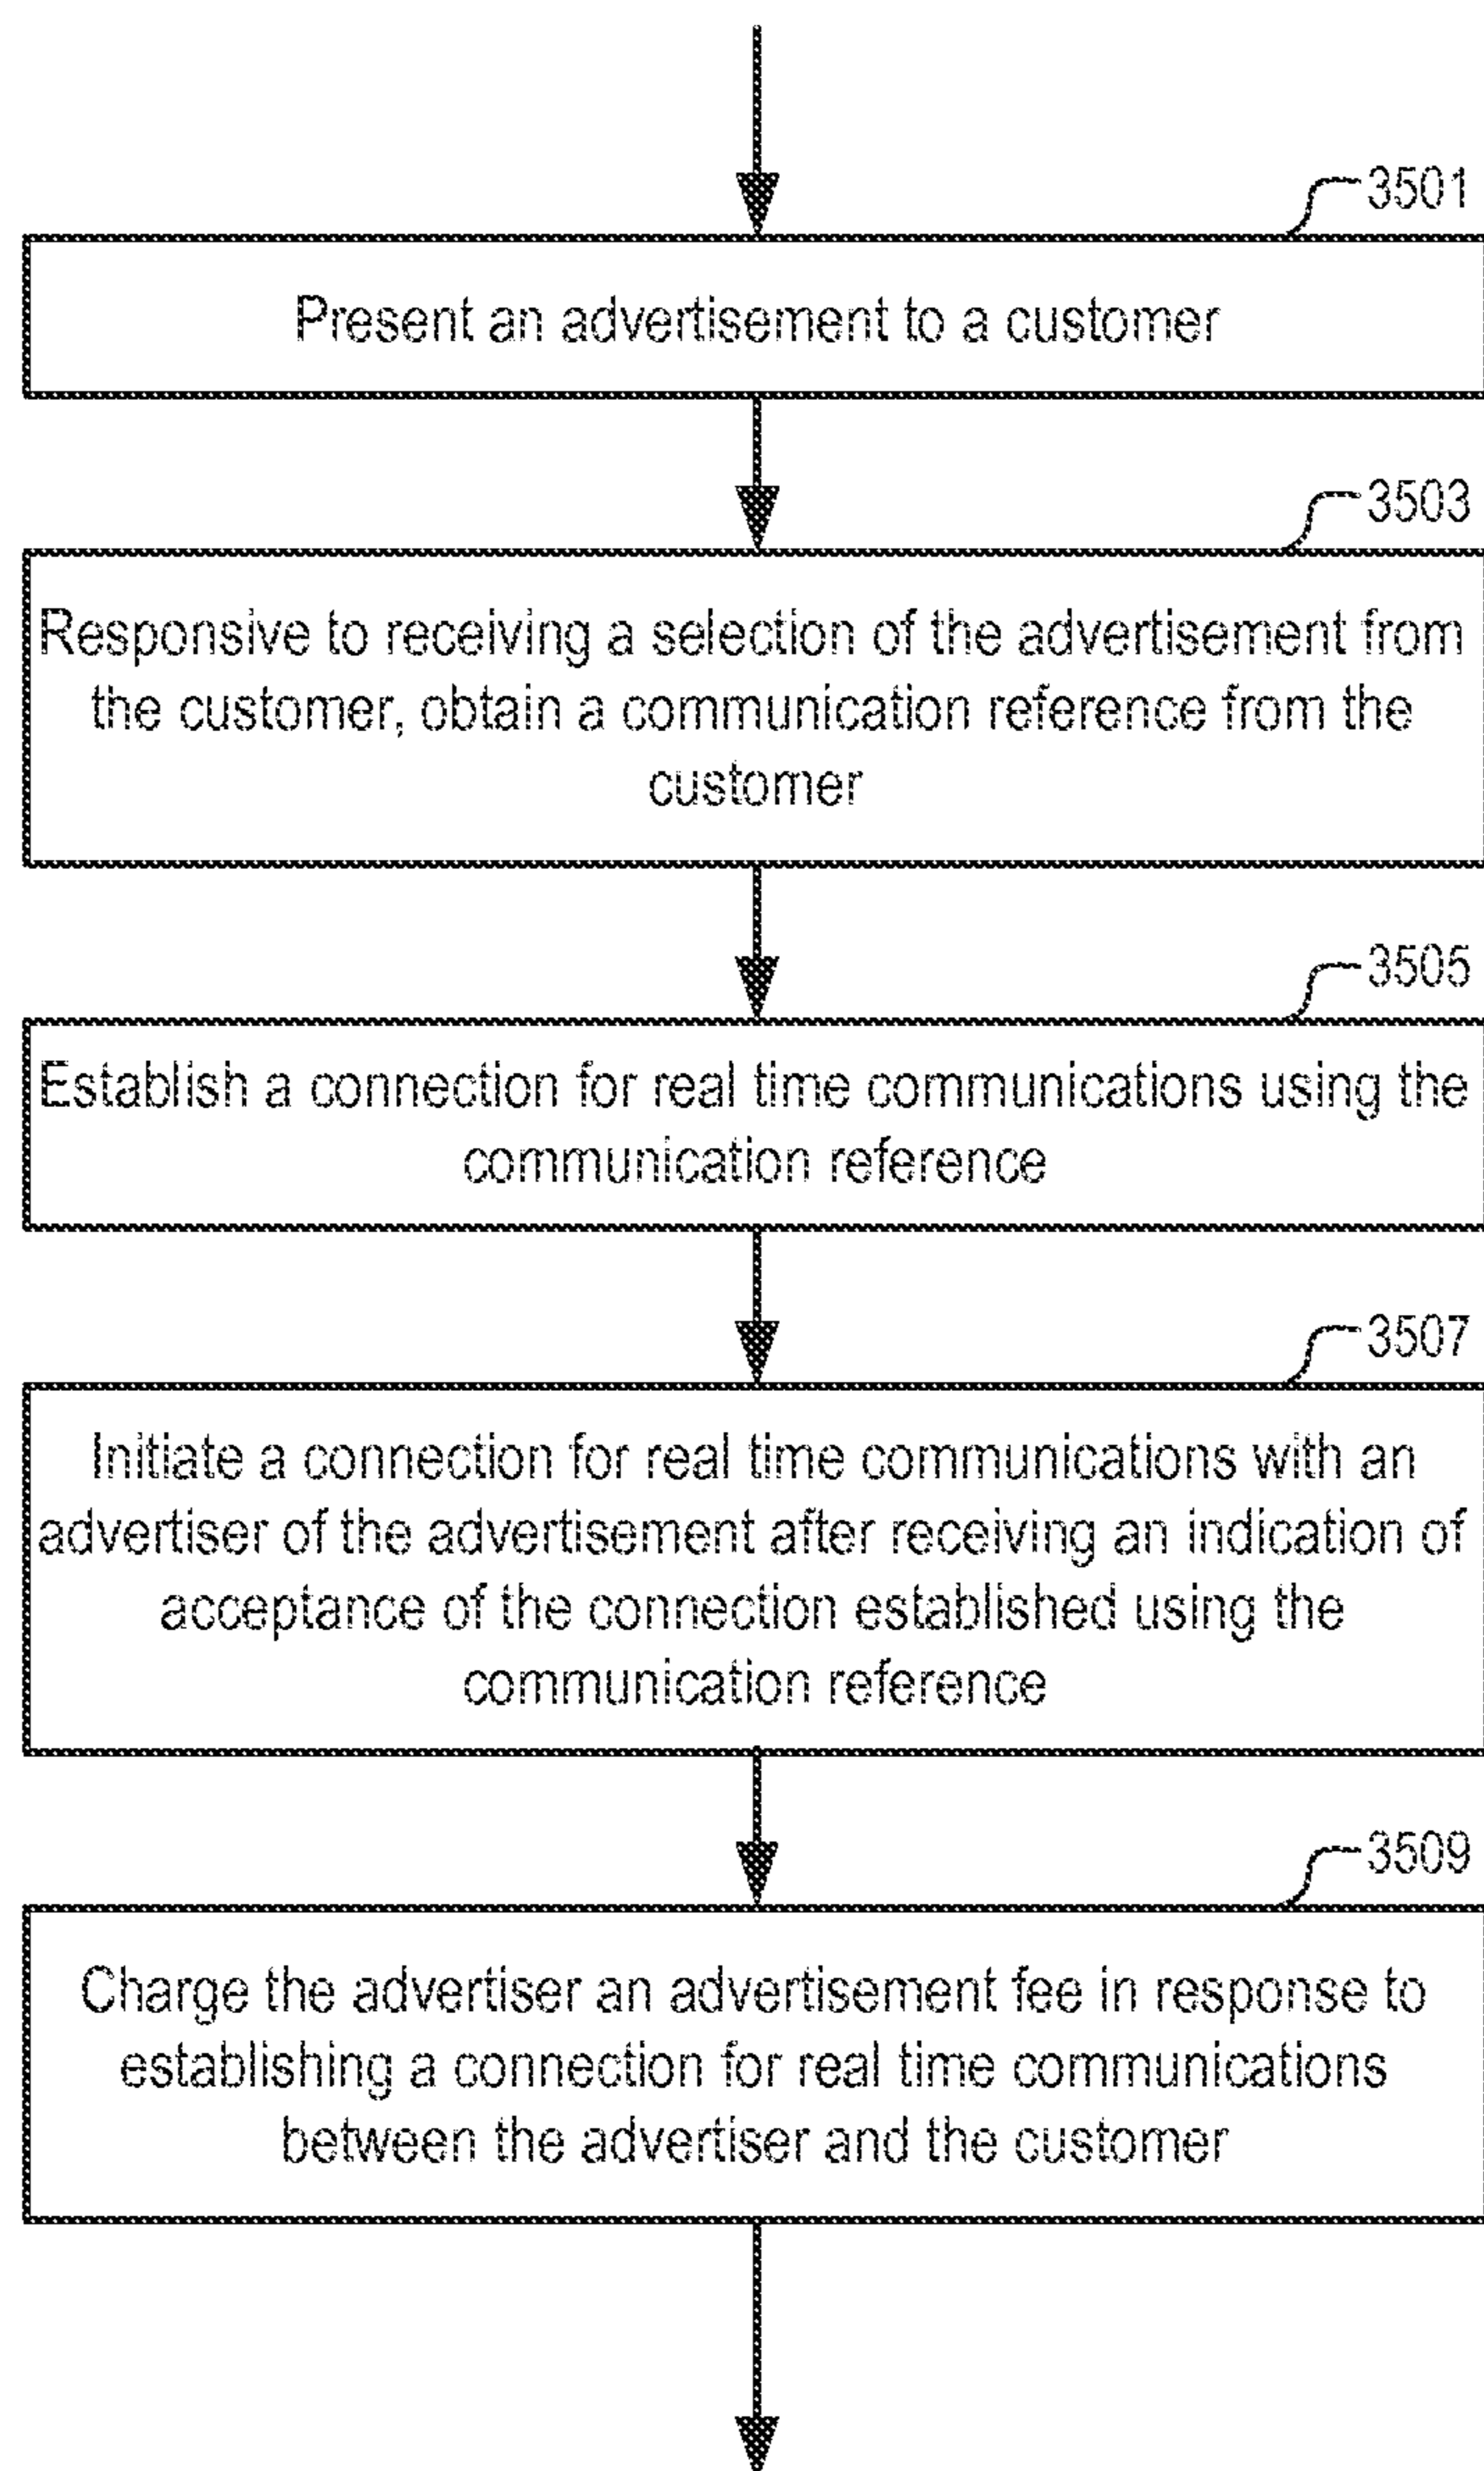 3501
Present an advertisement to a customer
3503
Responsive to receiving a selection of the advertisement from
the customer, obtain a communication reference from the
customer
3505
Establish a connection for real time communications using the
communication reference
3507
Initiate a connection for real time communications with an
advertiser of the advertisement after receiving an indication of
acceptance of the connection established using the
communication reference
3509
Charge the advertiser an advertisement fee in response to
establishing a connection for real time communications
between the advertiser and the customer